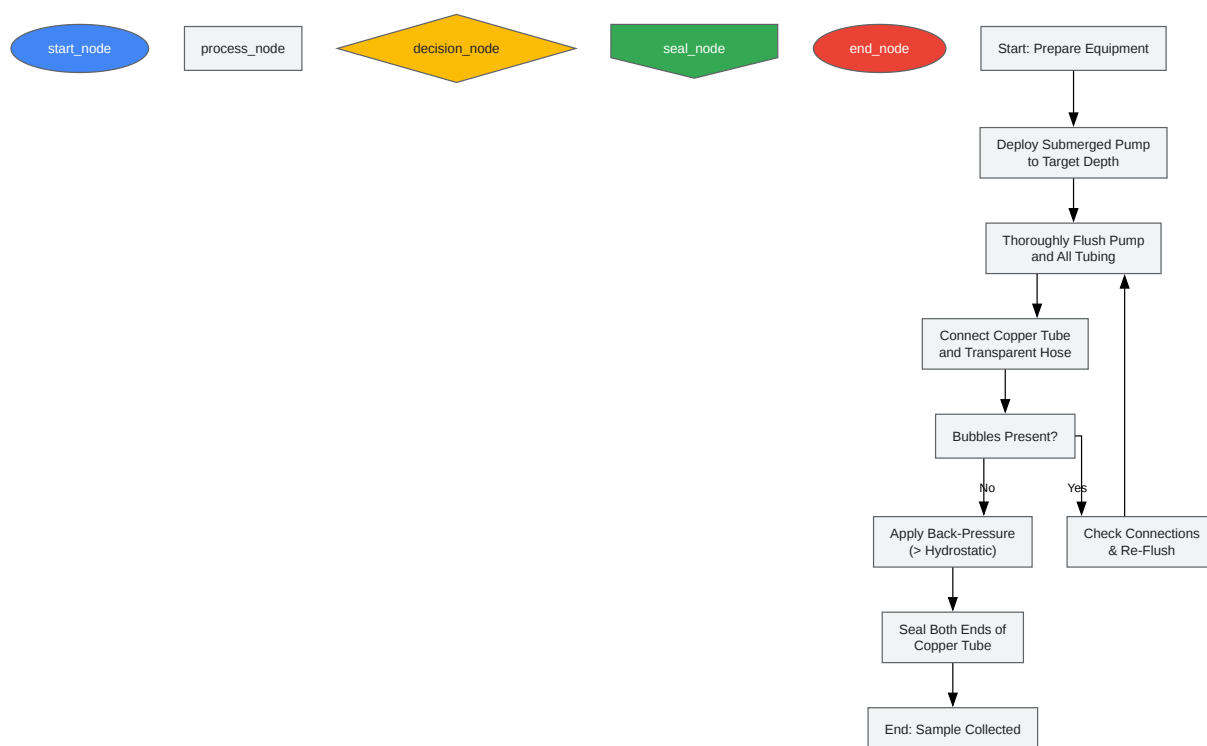 start_node
process_node
decision_node
seal_node
end_node
Start: Prepare Equipment
Deploy Submerged Pump
to Target Depth
Thoroughly Flush Pump
and All Tubing
Connect Copper Tube
and Transparent Hose
Bubbles Present?
No
Yes
Apply Back-Pressure
(> Hydrostatic)
Check Connections
& Re-Flush
Seal Both Ends of
Copper Tube
End: Sample Collected